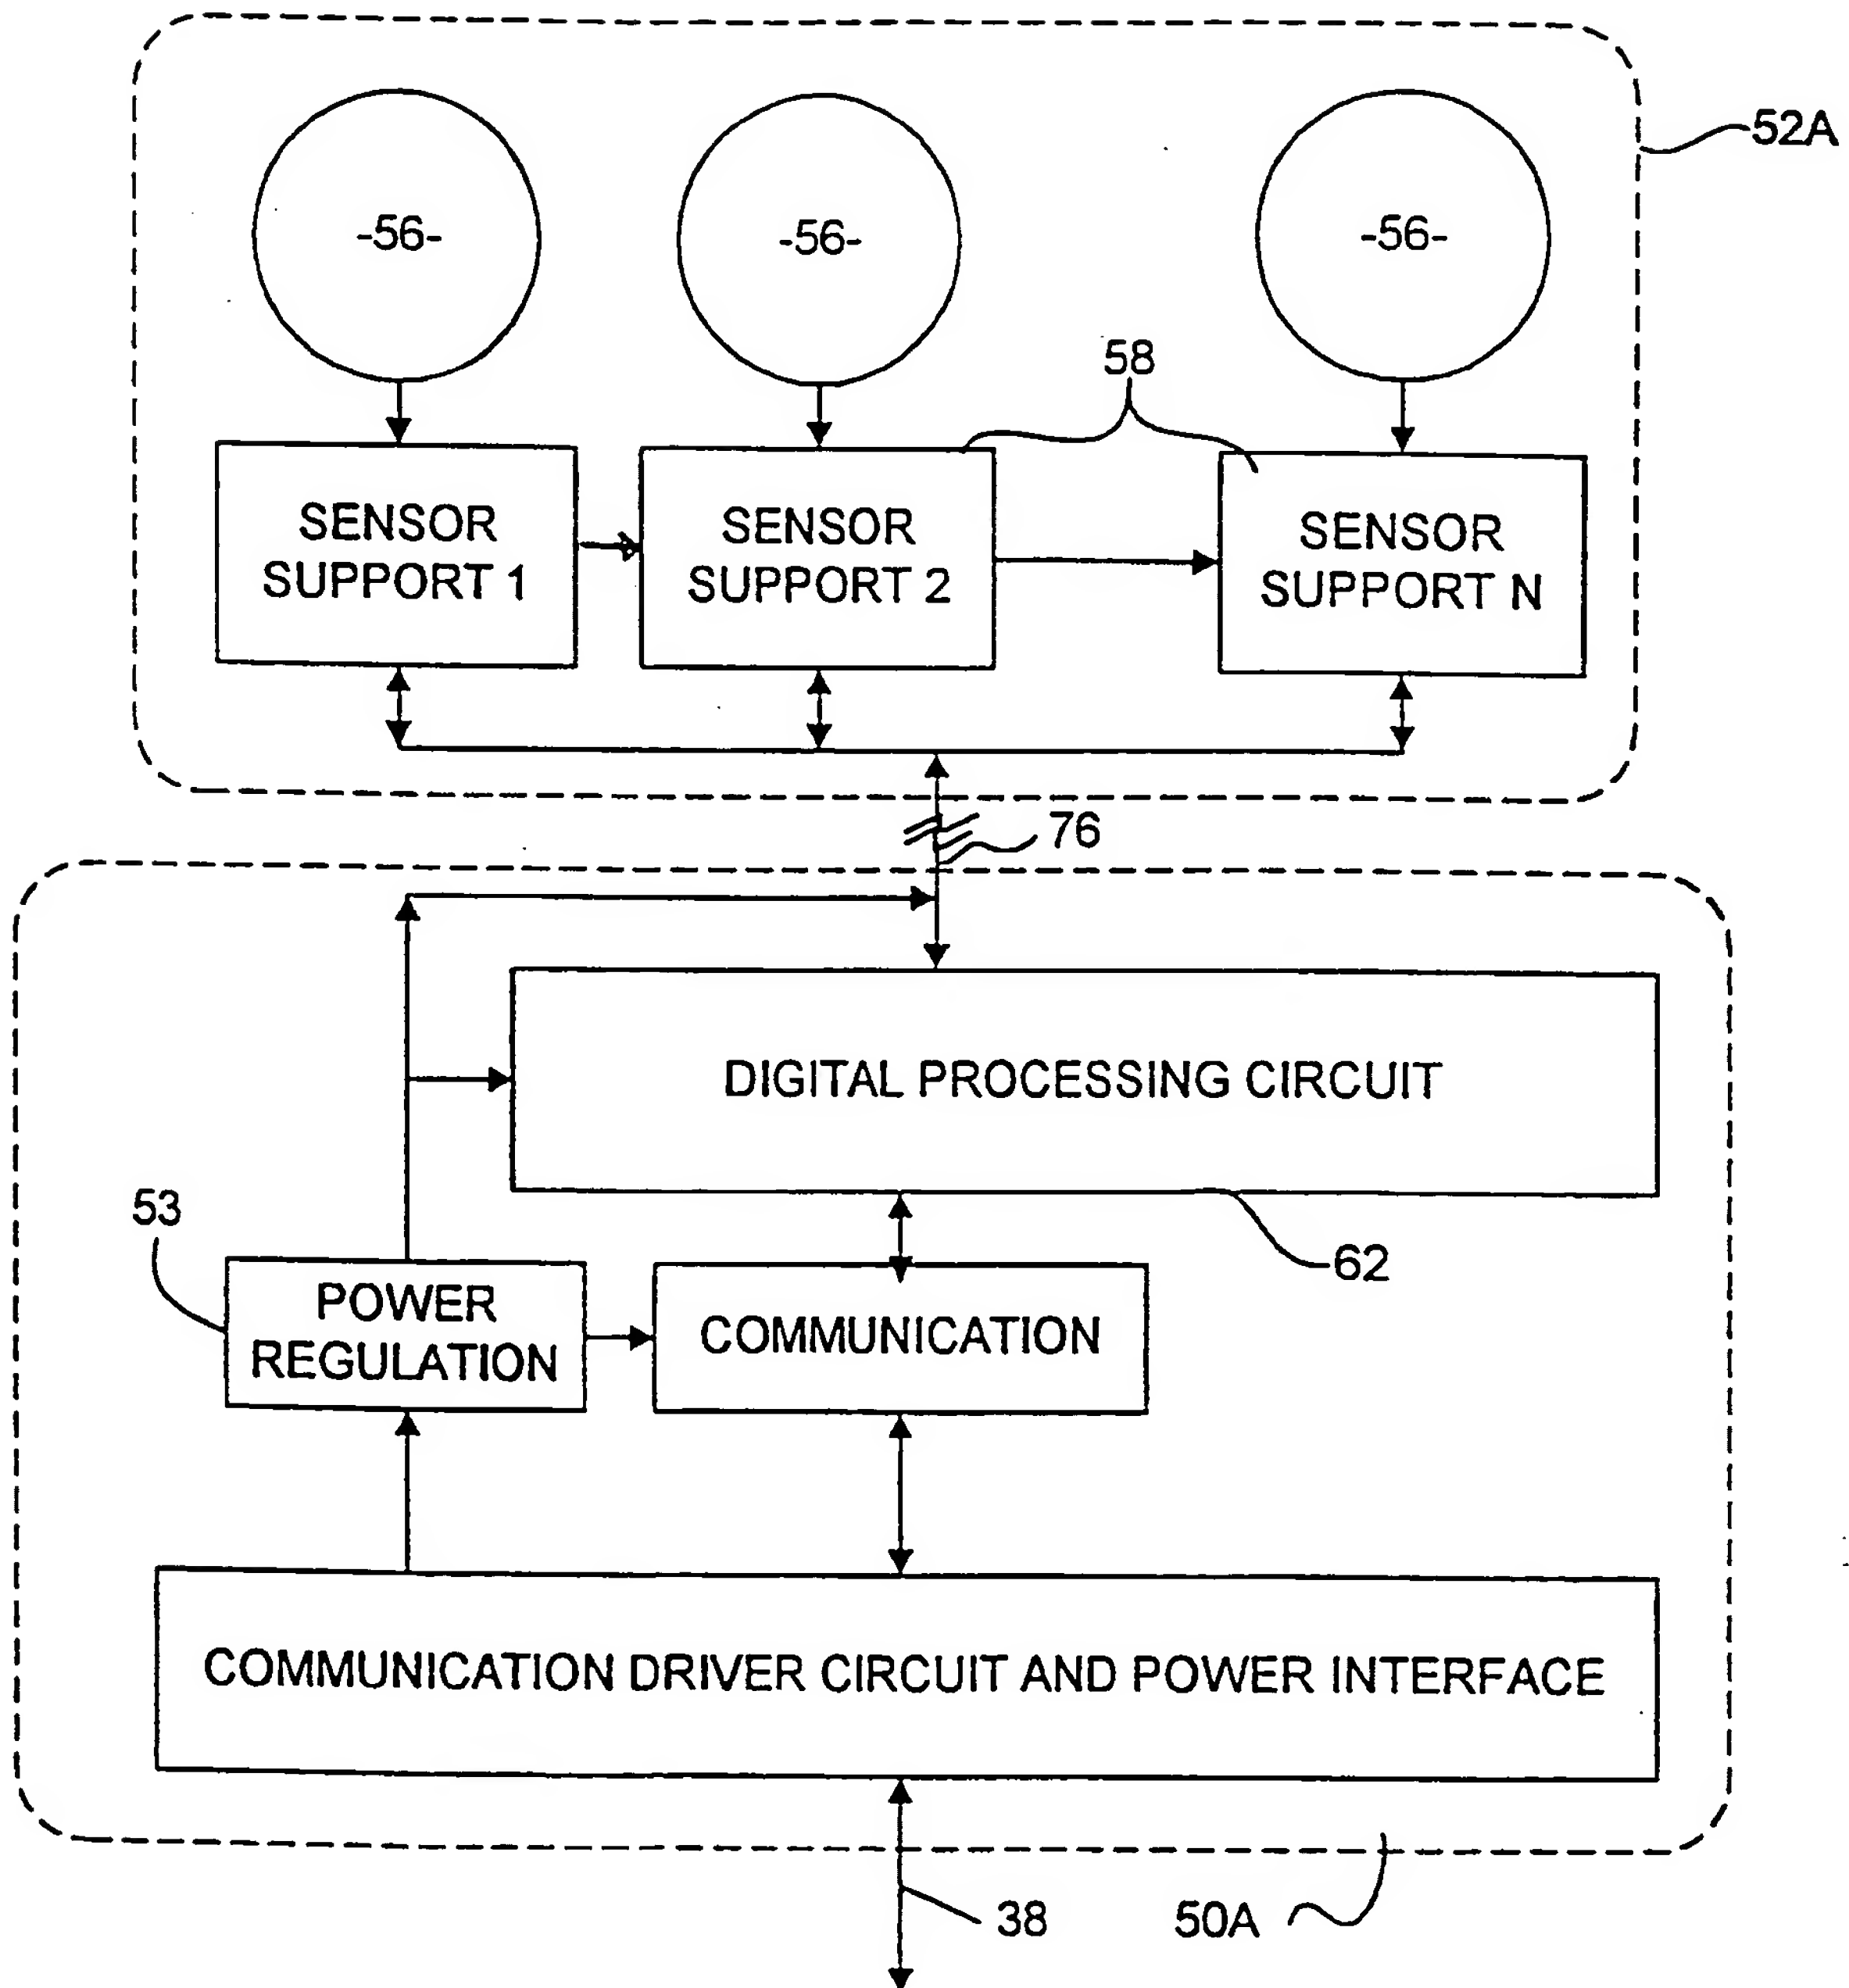 52A
-56-
-56-
-56-
58
SENSOR
SUPPORT 1
SENSOR
SUPPORT 2
SENSOR
SUPPORT N
76
DIGITAL PROCESSING CIRCUIT
53
62
POWER
REGULATION
COMMUNICATION
COMMUNICATION DRIVER CIRCUIT AND POWER INTERFACE
38
50A